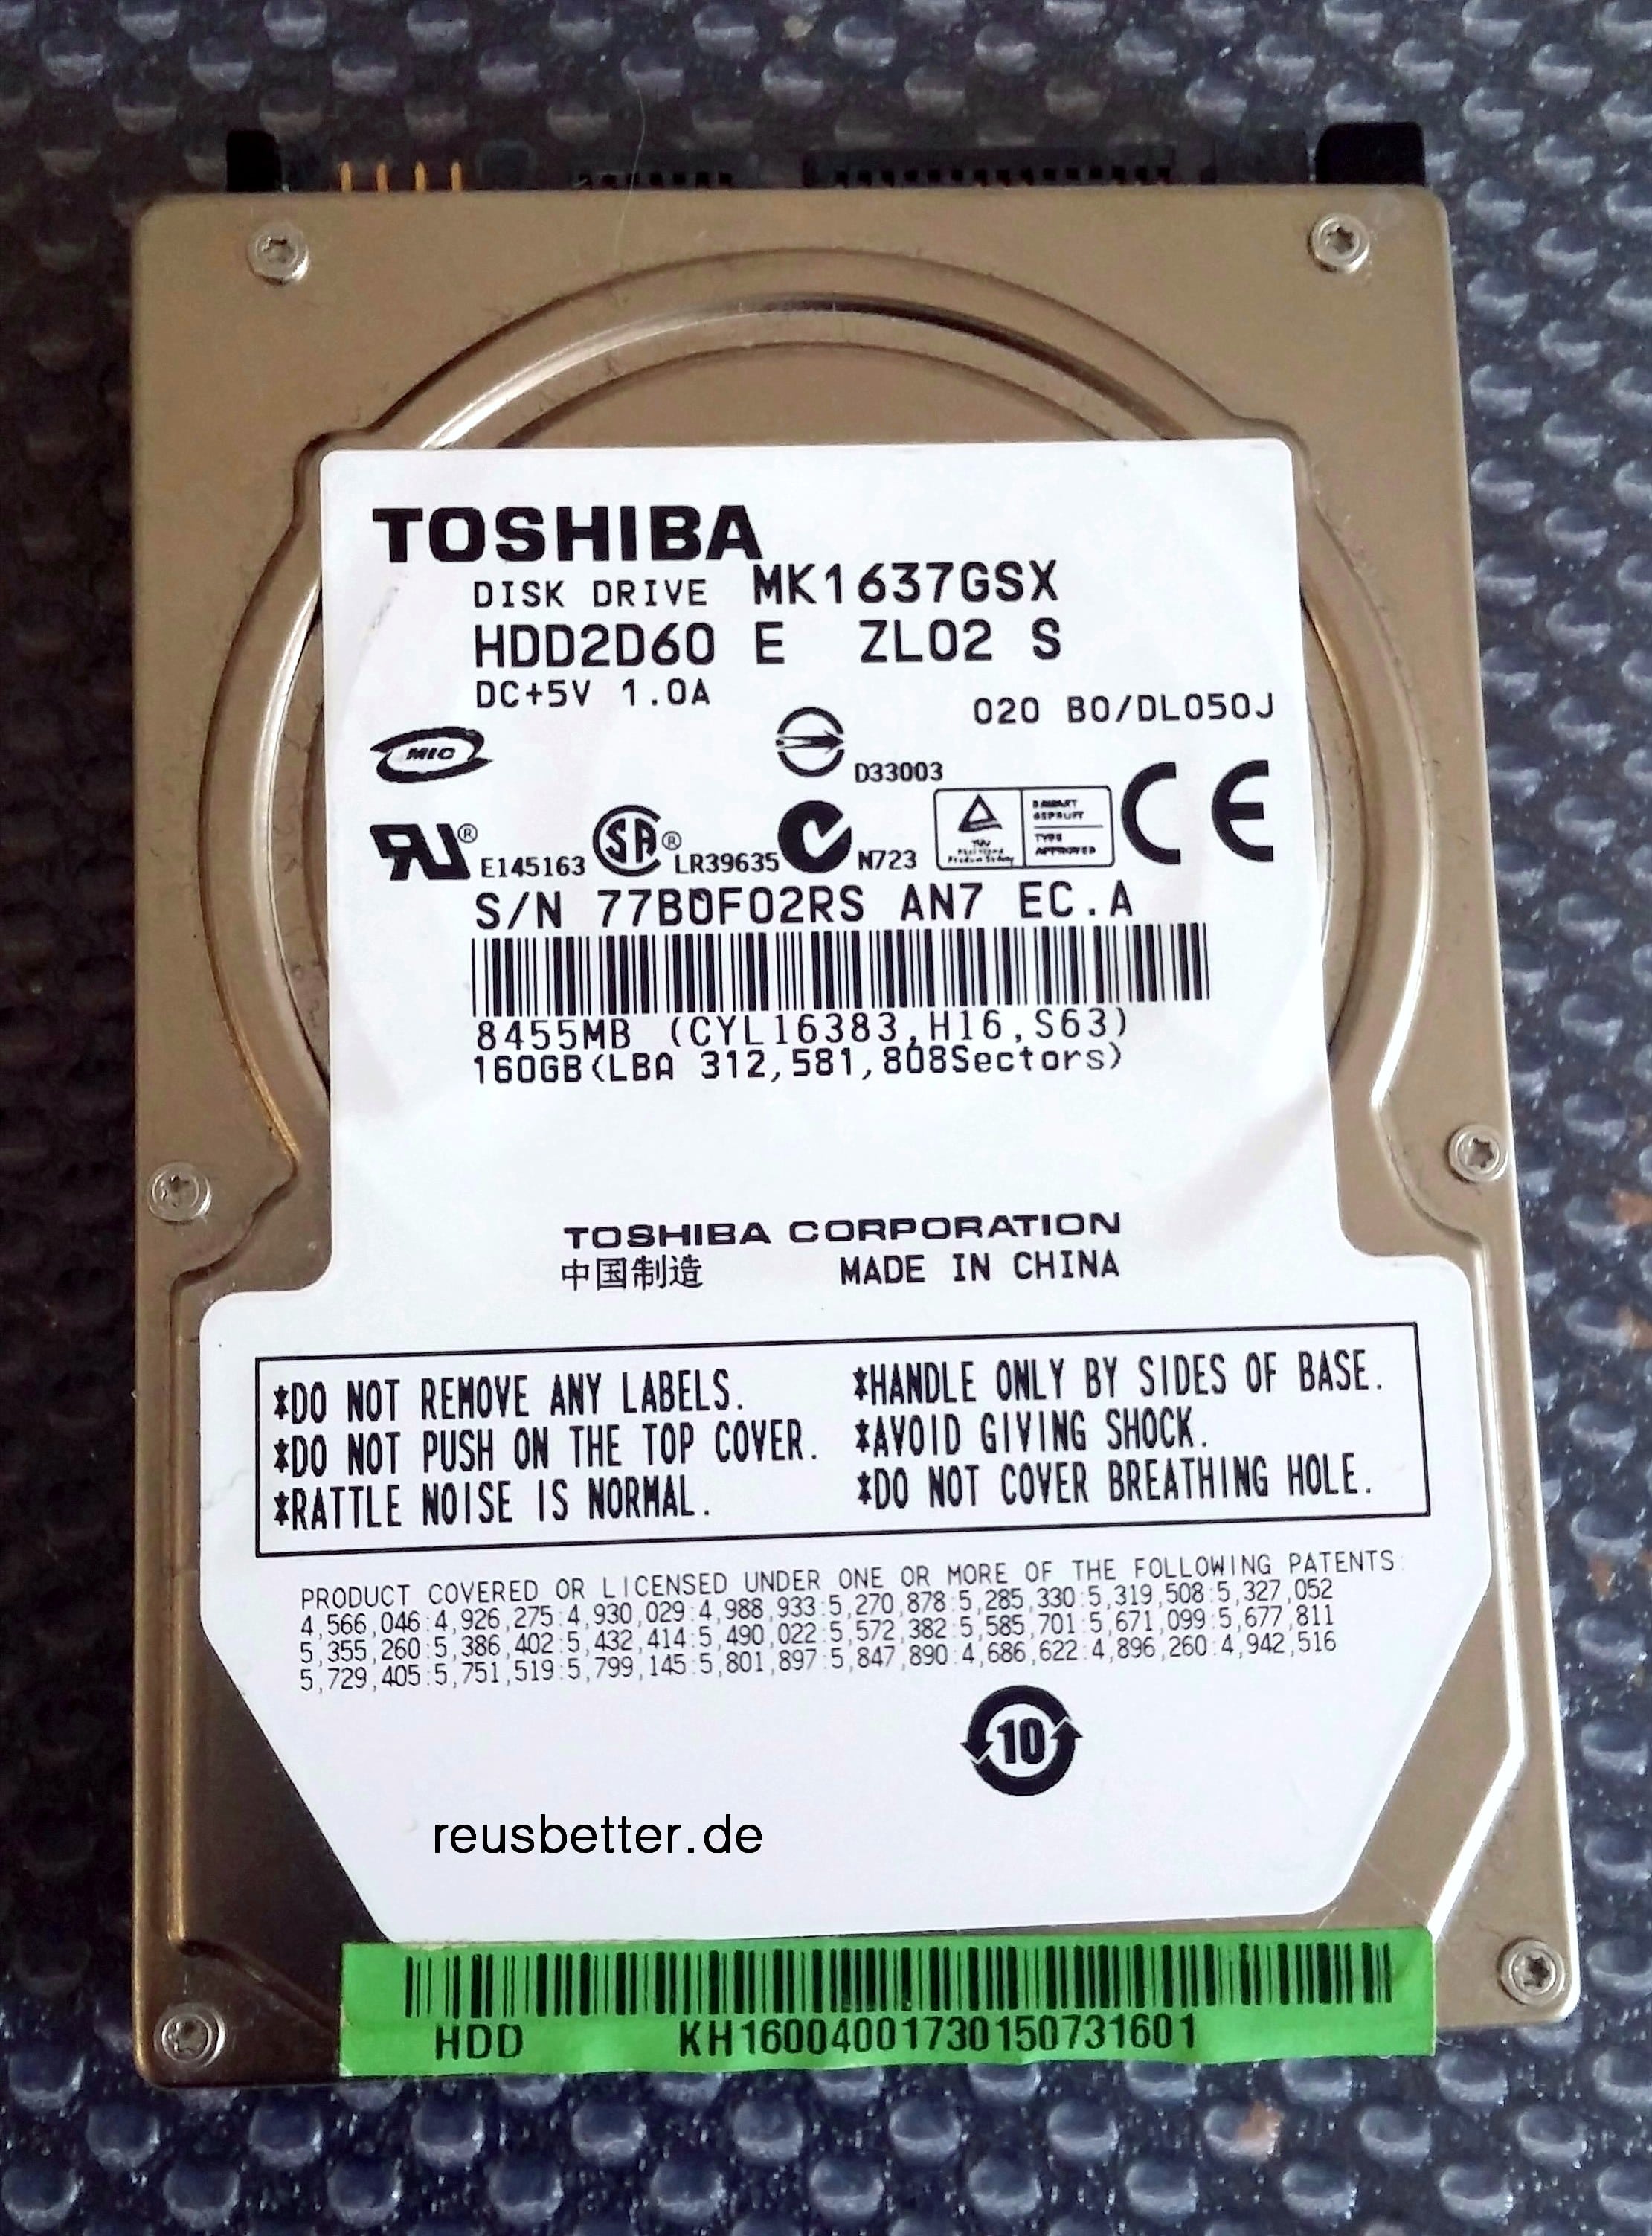 TOSHIBA
DISK DRIVE MK1637GSX
HDD2D60 E ZL02 S
DC+5V 1.0A
020 B0/DL050J
MIC
D33003
RU® E145163 SA® LR39635 N723 CE
TÜV
BAUART
GEPRÜFT
TYPE
APPROVED
S/N 77B0F02RS AN7 EC.A
8455MB (CYL16383,H16,S63)
160GB(LBA 312,581,808Sectors)
TOSHIBA CORPORATION
中国制造 MADE IN CHINA
*DO NOT REMOVE ANY LABELS. *HANDLE ONLY BY SIDES OF BASE.
*DO NOT PUSH ON THE TOP COVER. *AVOID GIVING SHOCK.
*RATTLE NOISE IS NORMAL. *DO NOT COVER BREATHING HOLE.
PRODUCT COVERED OR LICENSED UNDER ONE OR MORE OF THE FOLLOWING PATENTS:
4,566,046:4,926,275:4,930,029:4,988,933:5,270,878:5,285,330:5,319,508:5,327,052
5,355,260:5,386,402:5,432,414:5,490,022:5,572,382:5,585,701:5,671,099:5,677,811
5,729,405:5,751,519:5,799,145:5,801,897:5,847,890:4,686,622:4,896,260:4,942,516
10
reusbetter.de
HDD KH16004001730150731601